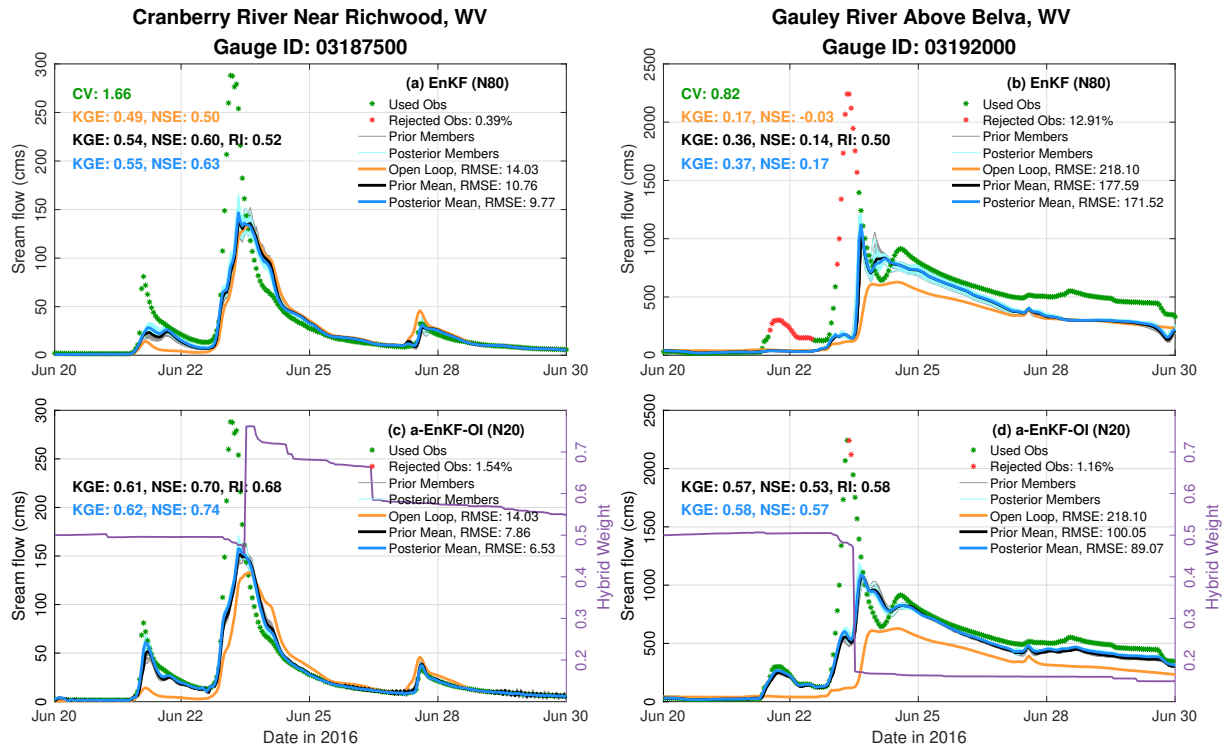 Cranberry River Near Richwood, WV
Gauge ID: 03187500
Gauley River Above Belva, WV
Gauge ID: 03192000
(a) EnKF (N80)
CV: 1.66
KGE: 0.49, NSE: 0.50
KGE: 0.54, NSE: 0.60, RI: 0.52
KGE: 0.55, NSE: 0.63
Used Obs
Rejected Obs: 0.39%
Prior Members
Posterior Members
Open Loop, RMSE: 14.03
Prior Mean, RMSE: 10.76
Posterior Mean, RMSE: 9.77
Sream flow (cms)
300
250
200
150
100
50
0
Jun 20
Jun 22
Jun 25
Jun 28
Jun 30
(b) EnKF (N80)
CV: 0.82
KGE: 0.17, NSE: -0.03
KGE: 0.36, NSE: 0.14, RI: 0.50
KGE: 0.37, NSE: 0.17
Used Obs
Rejected Obs: 12.91%
Prior Members
Posterior Members
Open Loop, RMSE: 218.10
Prior Mean, RMSE: 177.59
Posterior Mean, RMSE: 171.52
Sream flow (cms)
2500
2000
1500
1000
500
0
Jun 20
Jun 22
Jun 25
Jun 28
Jun 30
(c) a-EnKF-OI (N20)
KGE: 0.61, NSE: 0.70, RI: 0.68
KGE: 0.62, NSE: 0.74
Used Obs
Rejected Obs: 1.54%
Prior Members
Posterior Members
Open Loop, RMSE: 14.03
Prior Mean, RMSE: 7.86
Posterior Mean, RMSE: 6.53
Sream flow (cms)
300
250
200
150
100
50
0
Hybrid Weight
0.7
0.6
0.5
0.4
0.3
0.2
Jun 20
Jun 22
Jun 25
Jun 28
Jun 30
Date in 2016
(d) a-EnKF-OI (N20)
KGE: 0.57, NSE: 0.53, RI: 0.58
KGE: 0.58, NSE: 0.57
Used Obs
Rejected Obs: 1.16%
Prior Members
Posterior Members
Open Loop, RMSE: 218.10
Prior Mean, RMSE: 100.05
Posterior Mean, RMSE: 89.07
Sream flow (cms)
2500
2000
1500
1000
500
0
Hybrid Weight
0.7
0.6
0.5
0.4
0.3
0.2
Jun 20
Jun 22
Jun 25
Jun 28
Jun 30
Date in 2016